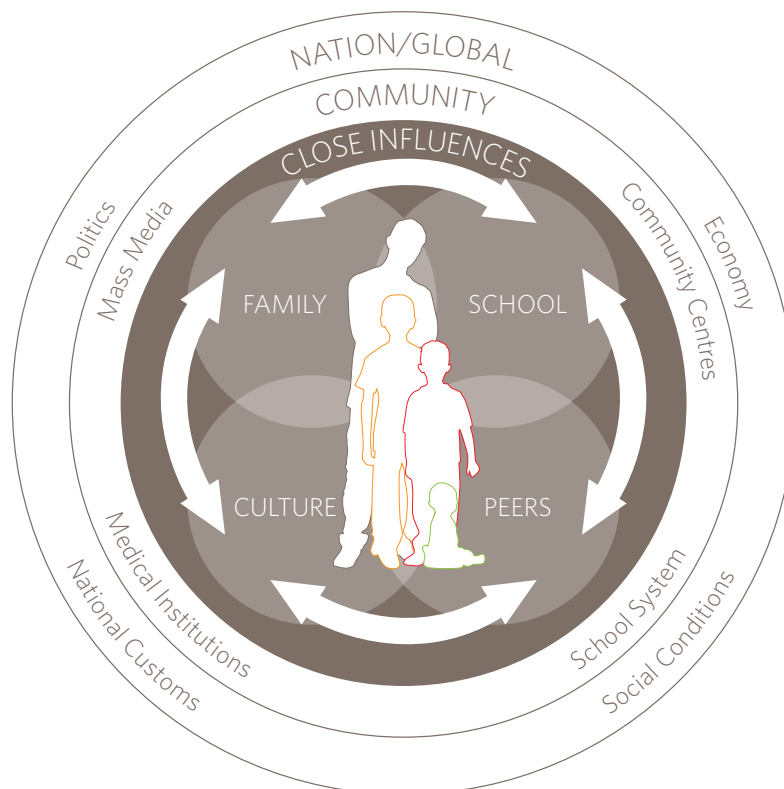 NATION/GLOBAL
COMMUNITY
CLOSE INFLUENCES
Politics
Mass Media
Community Centres
Economy
FAMILY
SCHOOL
CULTURE
PEERS
Medical Institutions
National Customs
School System
Social Conditions